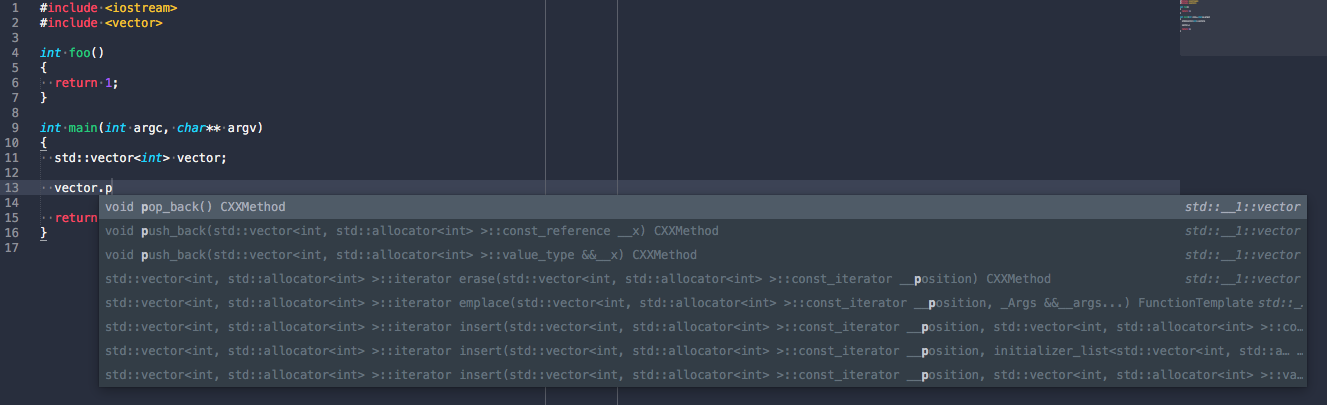 1 #include <iostream>
2 #include <vector>
3
4 int foo()
5 {
6 return 1;
7 }
8
9 int main(int argc, char** argv)
10 {
11 std::vector<int> vector;
12
13 vector.p
14 void pop_back() CXXMethod std::__1::vector
15 return void push_back(std::vector<int, std::allocator<int> >::const_reference __x) CXXMethod std::__1::vector
16 } void push_back(std::vector<int, std::allocator<int> >::value_type &&__x) CXXMethod std::__1::vector
17
std::vector<int, std::allocator<int> >::iterator erase(std::vector<int, std::allocator<int> >::const_iterator __position) CXXMethod std::__1::vector
std::vector<int, std::allocator<int> >::iterator emplace(std::vector<int, std::allocator<int> >::const_iterator __position, _Args &&__args...) FunctionTemplate std::_.
std::vector<int, std::allocator<int> >::iterator insert(std::vector<int, std::allocator<int> >::const_iterator __position, std::vector<int, std::allocator<int> >::co…
std::vector<int, std::allocator<int> >::iterator insert(std::vector<int, std::allocator<int> >::const_iterator __position, initializer_list<std::vector<int, std::a… …
std::vector<int, std::allocator<int> >::iterator insert(std::vector<int, std::allocator<int> >::const_iterator __position, std::vector<int, std::allocator<int> >::va…